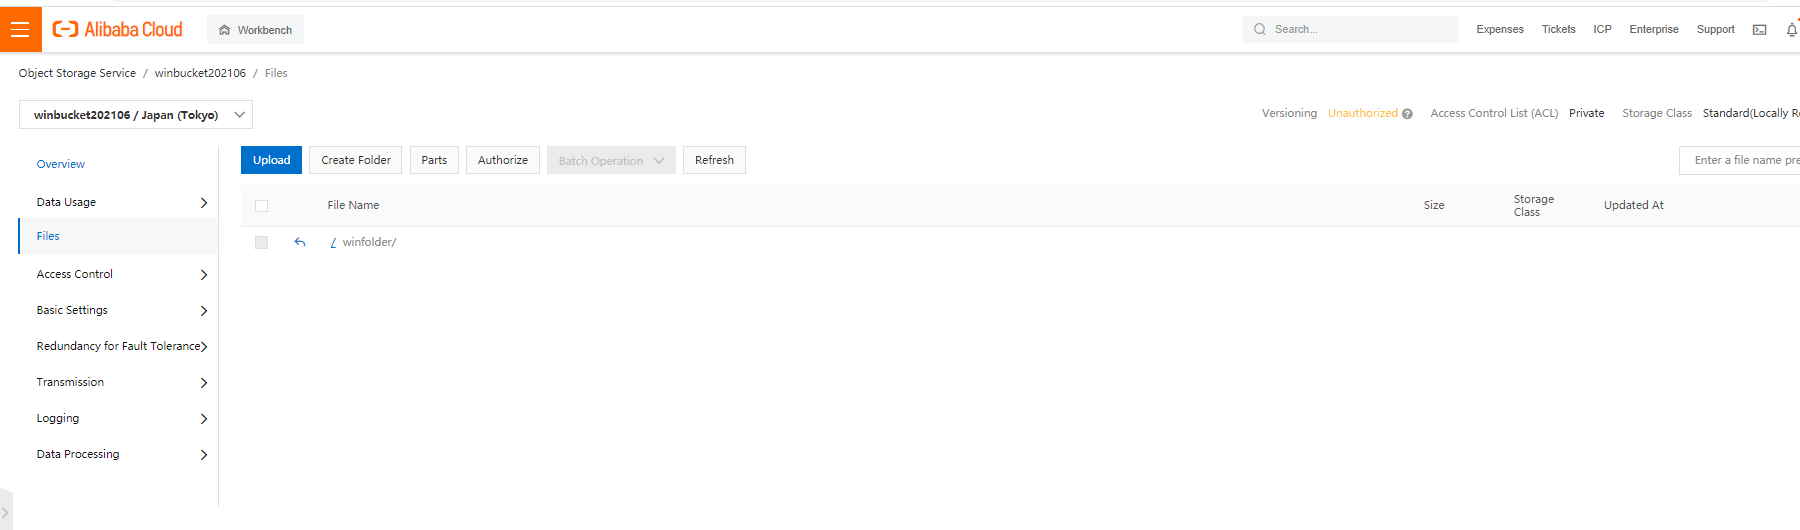 Alibaba Cloud Workbench Search... Expenses Tickets ICP Enterprise Support
Object Storage Service / winbucket202106 / Files
winbucket202106 / Japan (Tokyo) Versioning Unauthorized Access Control List (ACL) Private Storage Class Standard(Locally Re
Upload Create Folder Parts Authorize Batch Operation Refresh Enter a file name pre
File Name Size Storage Class Updated At
/ winfolder/
Overview
Data Usage
Files
Access Control
Basic Settings
Redundancy for Fault Tolerance
Transmission
Logging
Data Processing